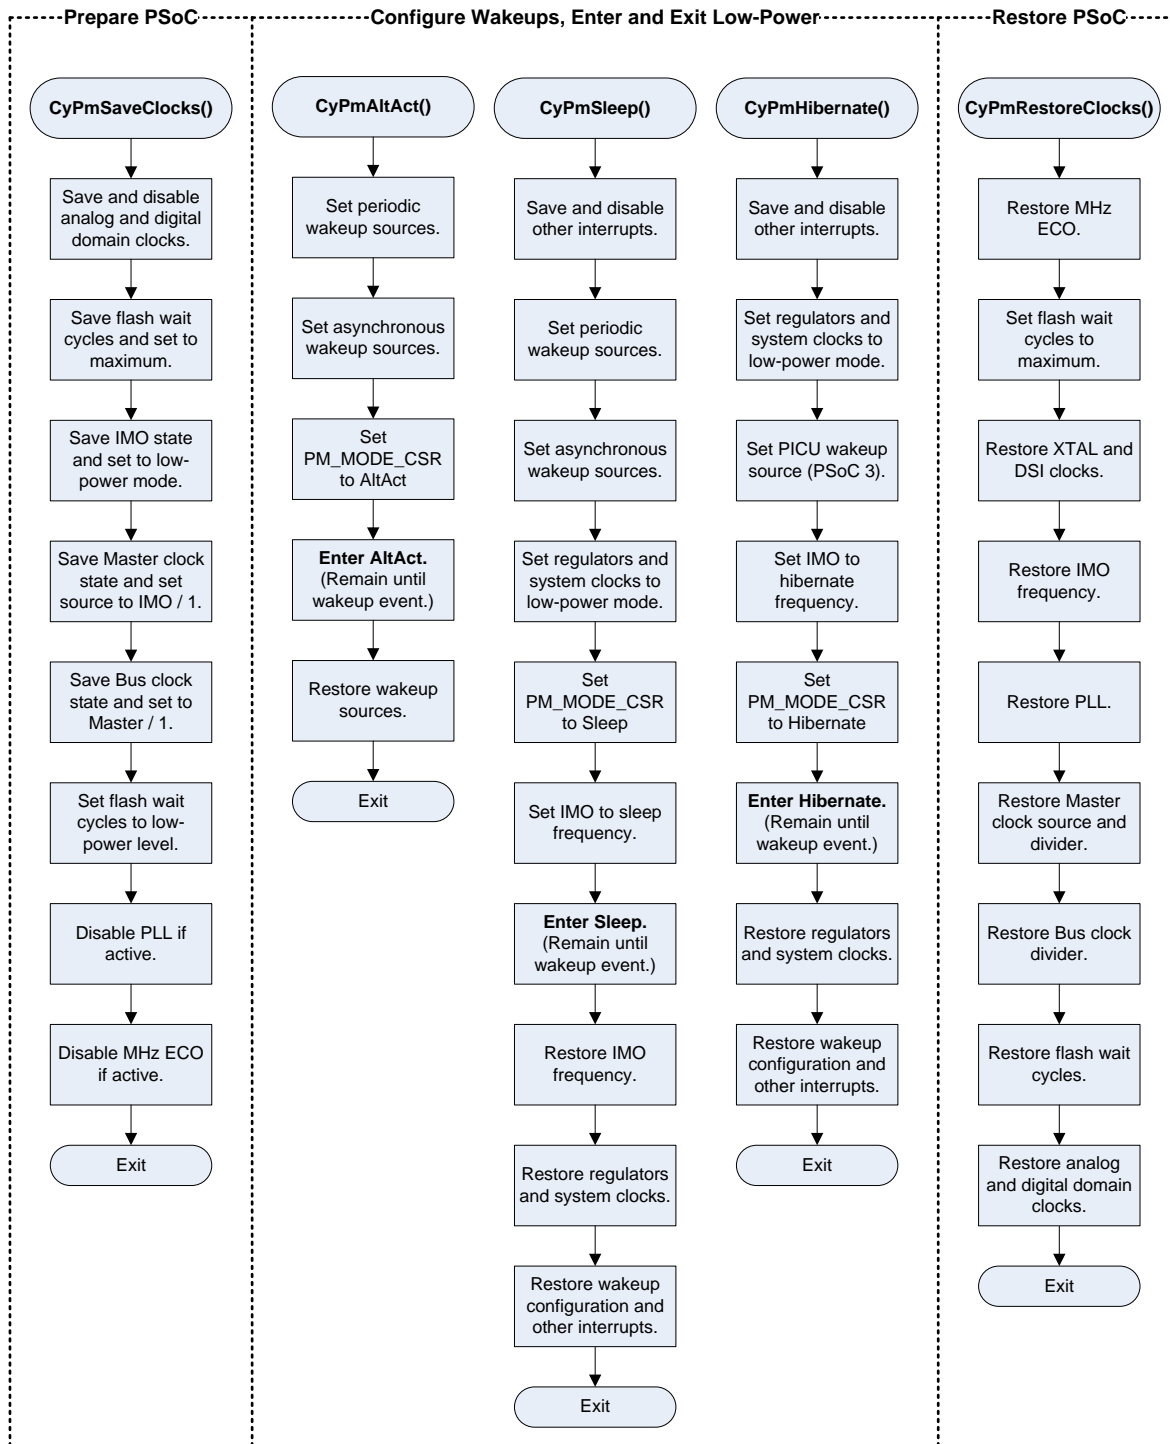 Prepare PSoC
Configure Wakeups, Enter and Exit Low-Power
Restore PSoC
CyPmSaveClocks()
Save and disable
analog and digital
domain clocks.
Save flash wait
cycles and set to
maximum.
Save IMO state
and set to low-
power mode.
Save Master clock
state and set
source to IMO / 1.
Save Bus clock
state and set to
Master / 1.
Set flash wait
cycles to low-
power level.
Disable PLL if
active.
Disable MHz ECO
if active.
Exit
CyPmAltAct()
Set periodic
wakeup sources.
Set asynchronous
wakeup sources.
Set
PM_MODE_CSR
to AltAct
Enter AltAct.
(Remain until
wakeup event.)
Restore wakeup
sources.
Exit
CyPmSleep()
Save and disable
other interrupts.
Set periodic
wakeup sources.
Set asynchronous
wakeup sources.
Set regulators and
system clocks to
low-power mode.
Set
PM_MODE_CSR
to Sleep
Set IMO to sleep
frequency.
Enter Sleep.
(Remain until
wakeup event.)
Restore IMO
frequency.
Restore regulators
and system clocks.
Restore wakeup
configuration and
other interrupts.
Exit
CyPmHibernate()
Save and disable
other interrupts.
Set regulators and
system clocks to
low-power mode.
Set PICU wakeup
source (PSoC 3).
Set IMO to
hibernate
frequency.
Set
PM_MODE_CSR
to Hibernate
Enter Hibernate.
(Remain until
wakeup event.)
Restore regulators
and system clocks.
Restore wakeup
configuration and
other interrupts.
Exit
CyPmRestoreClocks()
Restore MHz
ECO.
Set flash wait
cycles to
maximum.
Restore XTAL and
DSI clocks.
Restore IMO
frequency.
Restore PLL.
Restore Master
clock source and
divider.
Restore Bus clock
divider.
Restore flash wait
cycles.
Restore analog
and digital domain
clocks.
Exit